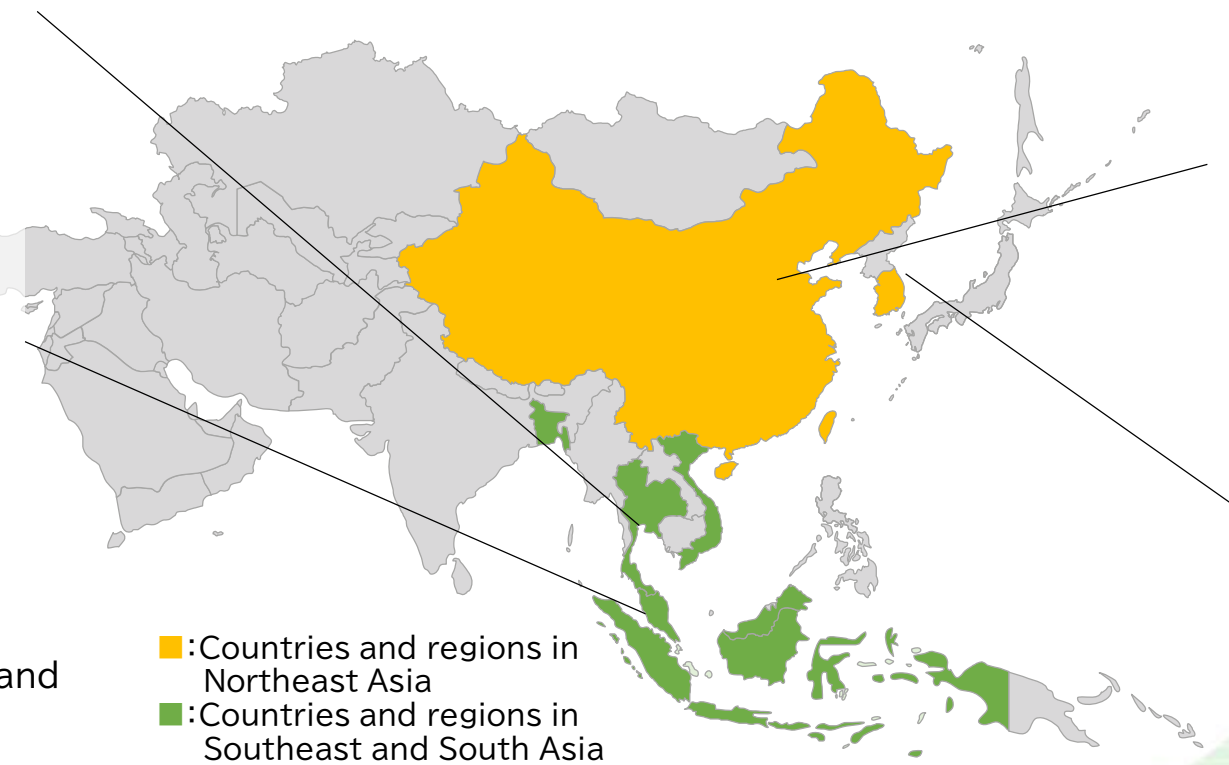 and
:Countries and regions in
Northeast Asia
:Countries and regions in
Southeast and South Asia